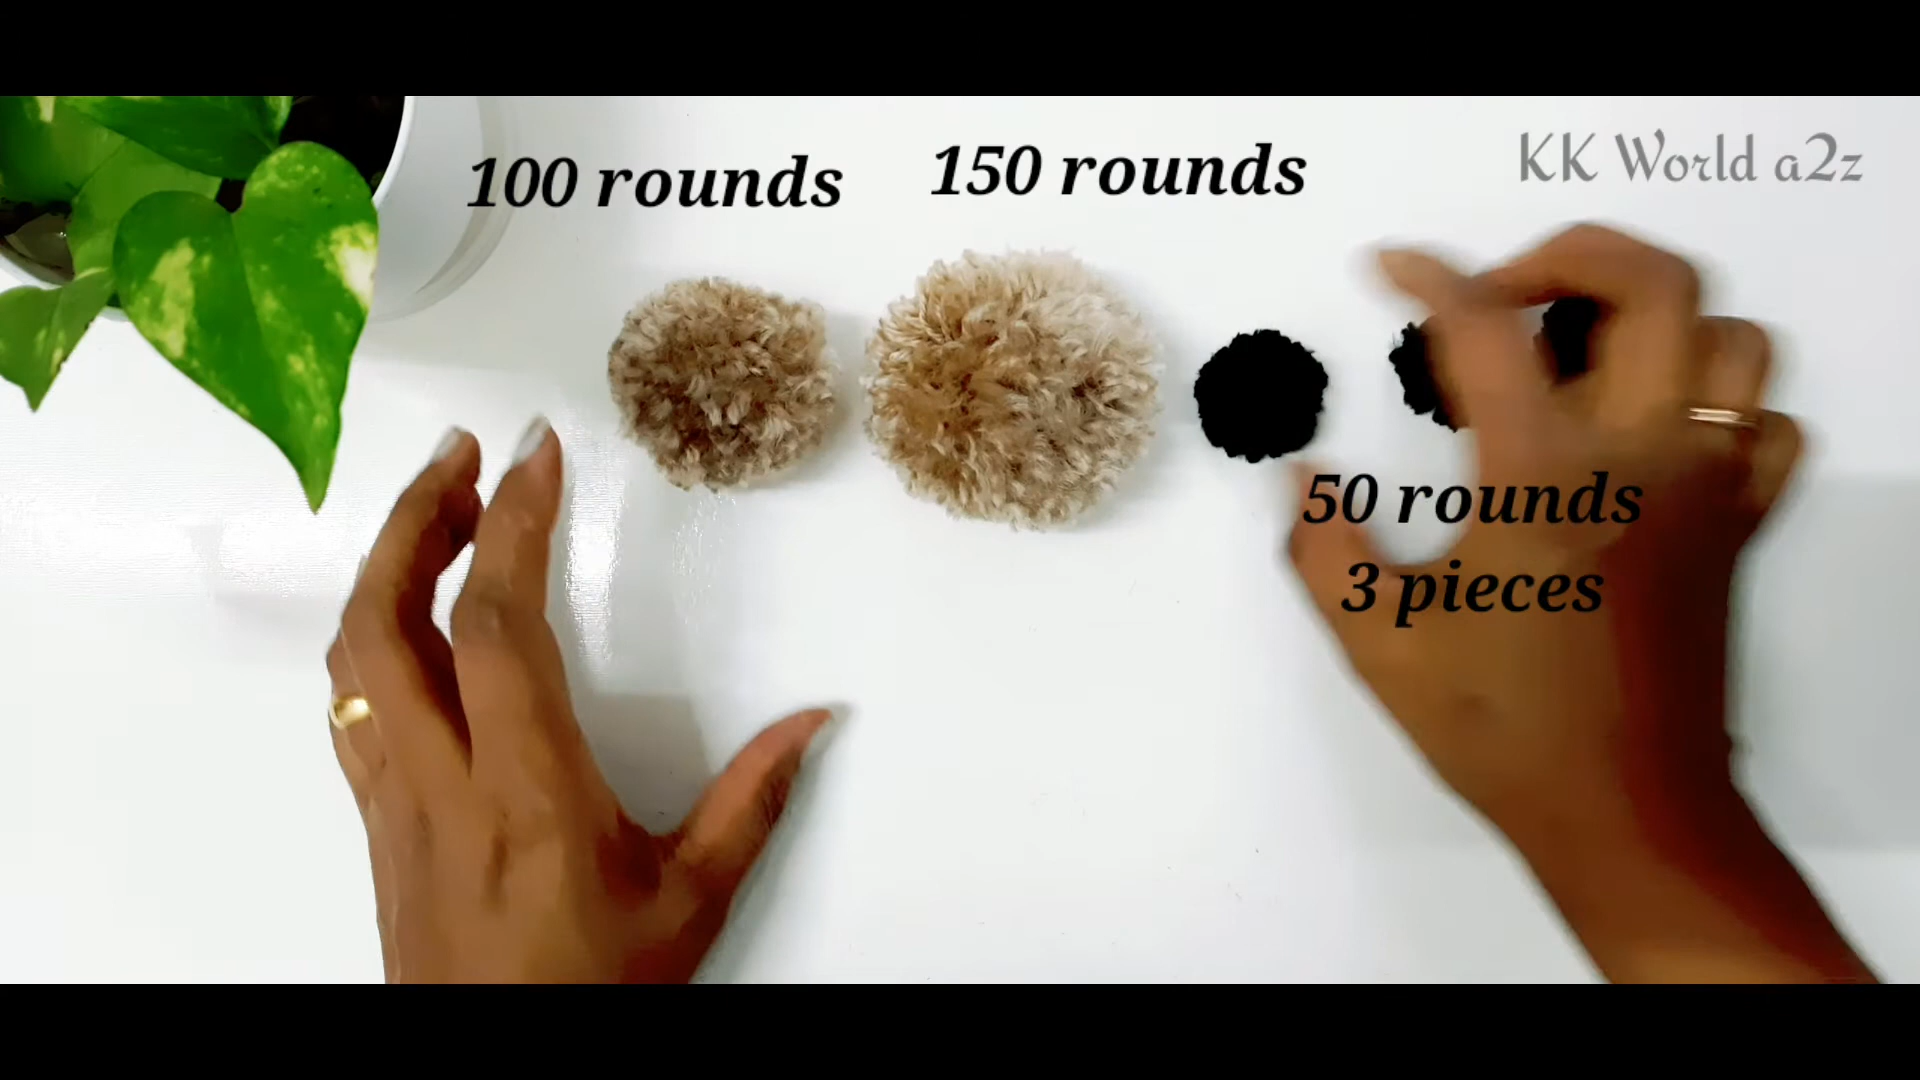 100 rounds
150 rounds
KK World a2z
50 rounds
3 pieces